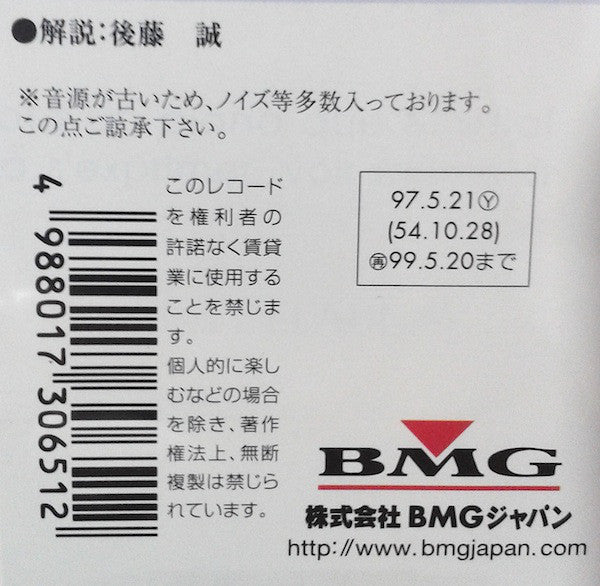 ●解説:後藤 誠
※音源が古いため、ノイズ等多数入っております。
この点ご諒承下さい。
4 988017 306512
このレコード
を権利者の
許諾なく賃貸
業に使用する
ことを禁じま
す。
個人的に楽し
むなどの場合
を除き、著作
権法上、無断
複製は禁じら
れています。
97.5.21Ⓨ
(54.10.28)
㊢99.5.20まで
BMG
株式会社 BMGジャパン
http://www.bmgjapan.com/